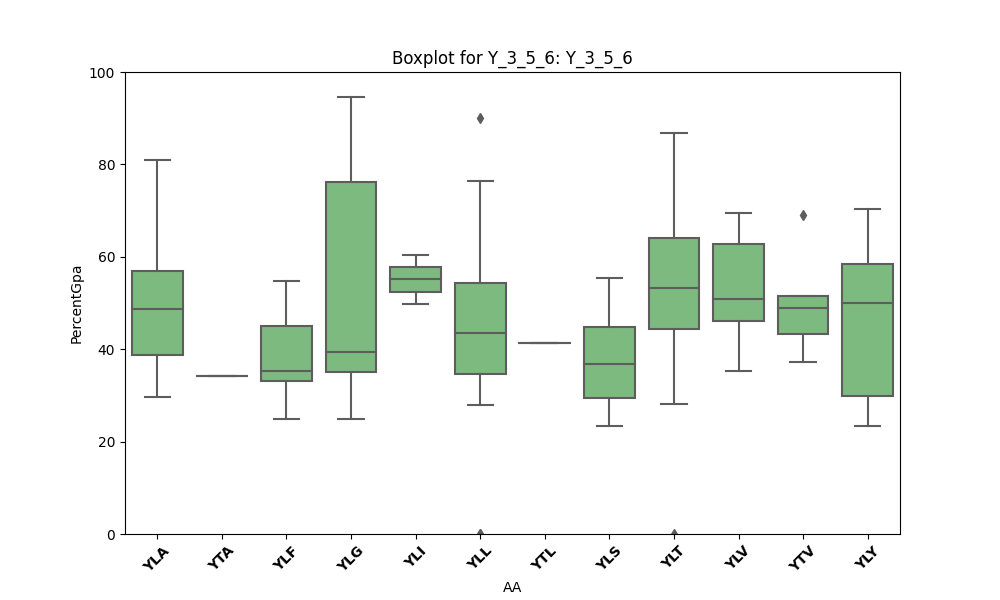 Boxplot for Y_3_5_6: Y_3_5_6
PercentGpa
100
80
60
40
20
0
YLA YTA YLF YLG YLI YLL YTL YLS YLT YLV YTV YLY
AA